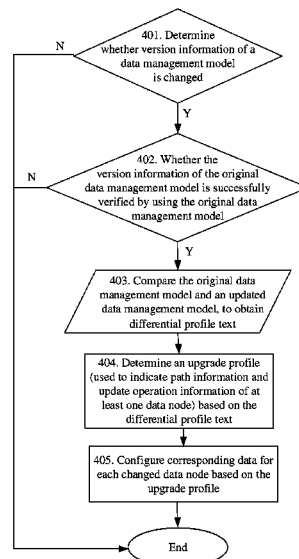 401. Determine
whether version information of a
data management model
is changed
N
Y
402. Whether the
version information of the original
data management model is successfully
verified by using the original data
management model
N
Y
403. Compare the original data
management model and an updated
data management model, to obtain
differential profile text
404. Determine an upgrade profile
(used to indicate path information and
update operation information of at
least one data node) based on the
differential profile text
405. Configure corresponding data for
each changed data node based on the
upgrade profile
End